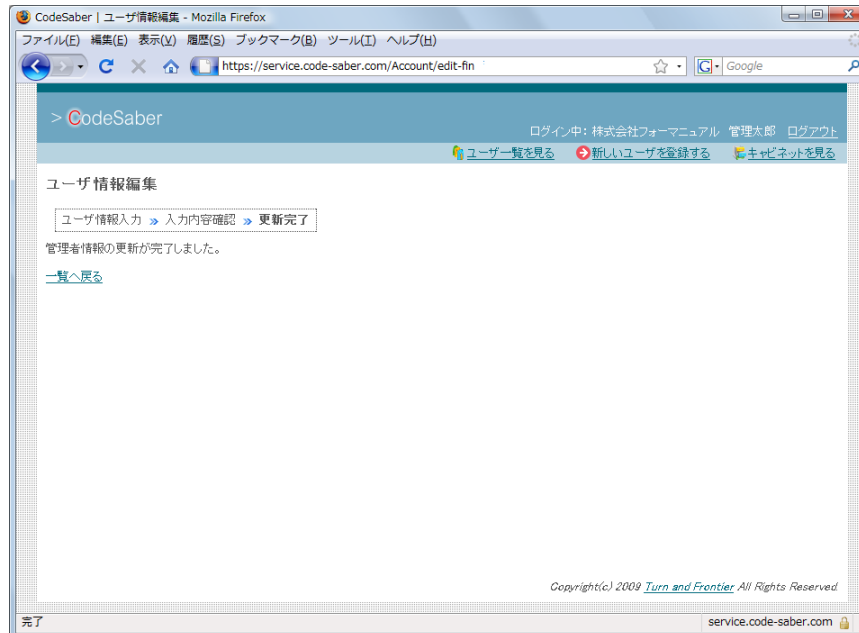 CodeSaber | ユーザ情報編集 - Mozilla Firefox
ファイル(F) 編集(E) 表示(V) 履歴(S) ブックマーク(B) ツール(T) ヘルプ(H)
https://service.code-saber.com/Account/edit-fin
G Google
> CodeSaber
ログイン中: 株式会社フォーマニュアル 管理太郎 ログアウト
ユーザ一覧を見る 新しいユーザを登録する キャビネットを見る
ユーザ情報編集
ユーザ情報入力 » 入力内容確認 » 更新完了
管理者情報の更新が完了しました。
一覧へ戻る
Copyright(c) 2009 Turn and Frontier All Rights Reserved.
完了
service.code-saber.com